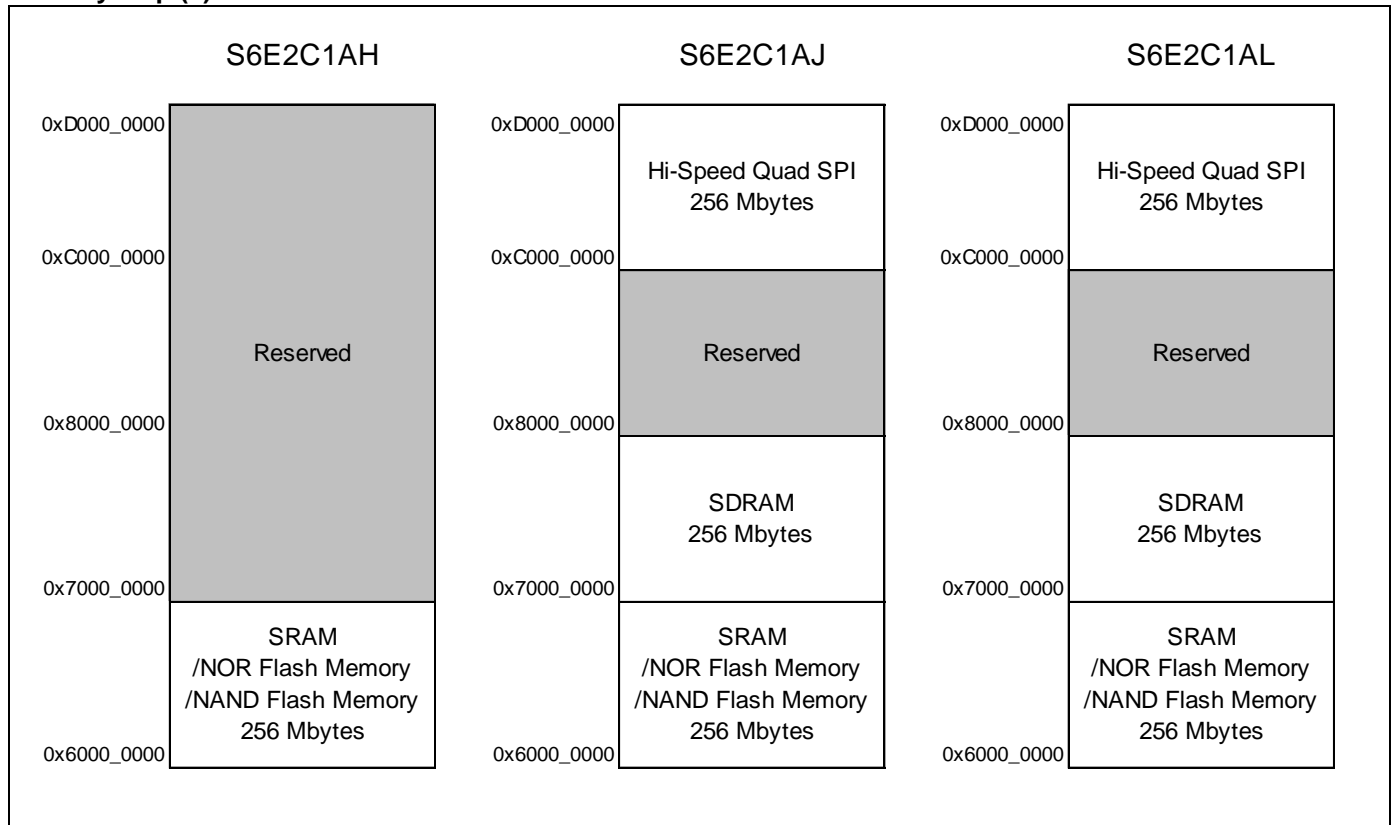 S6E2C1AH
0xD000_0000
0xC000_0000
Reserved
0x8000_0000
0x7000_0000
SRAM
/NOR Flash Memory
/NAND Flash Memory
256 Mbytes
0x6000_0000
S6E2C1AJ
0xD000_0000
Hi-Speed Quad SPI
256 Mbytes
0xC000_0000
Reserved
0x8000_0000
SDRAM
256 Mbytes
0x7000_0000
SRAM
/NOR Flash Memory
/NAND Flash Memory
256 Mbytes
0x6000_0000
S6E2C1AL
0xD000_0000
Hi-Speed Quad SPI
256 Mbytes
0xC000_0000
Reserved
0x8000_0000
SDRAM
256 Mbytes
0x7000_0000
SRAM
/NOR Flash Memory
/NAND Flash Memory
256 Mbytes
0x6000_0000